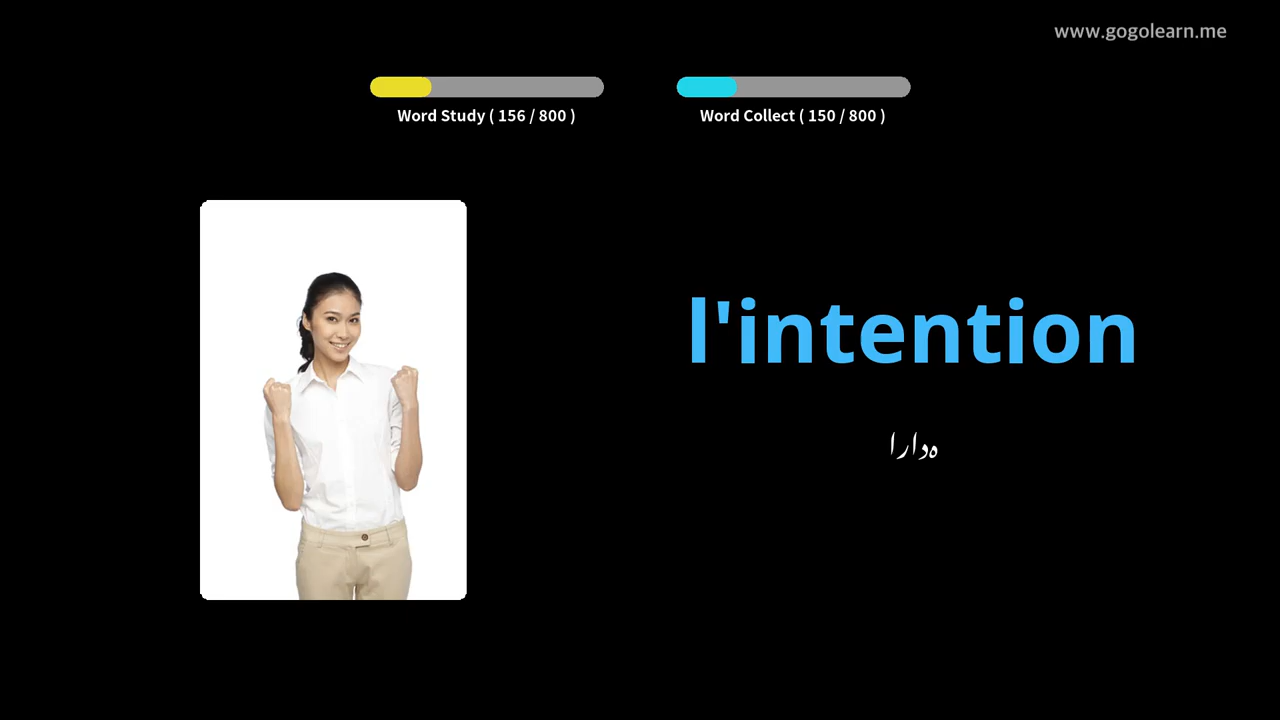 www.gogolearn.me
Word Study ( 156 / 800 )
Word Collect ( 150 / 800 )
l'intention
ارادہ